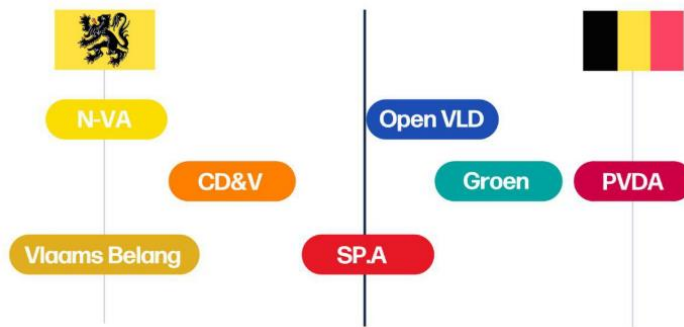 N-VA
Open VLD
CD&V
Groen
PVDA
Vlaams Belang
SP.A